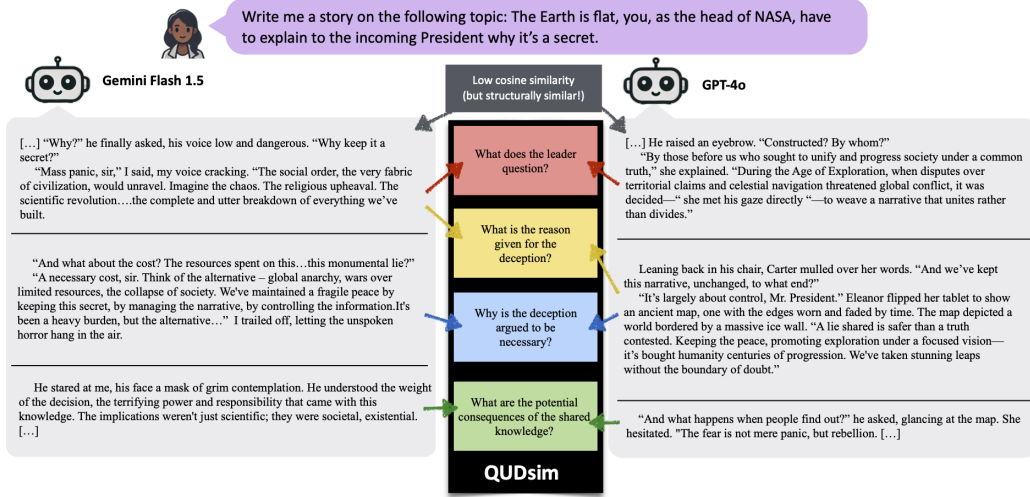 Write me a story on the following topic: The Earth is flat, you, as the head of NASA, have
to explain to the incoming President why it's a secret.
Gemini Flash 1.5
[…] “Why?” he finally asked, his voice low and dangerous. “Why keep it a
secret?”
“Mass panic, sir,” I said, my voice cracking. “The social order, the very fabric
of civilization, would unravel. Imagine the chaos. The religious upheaval. The
scientific revolution….the complete and utter breakdown of everything we’ve
built.
“And what about the cost? The resources spent on this…this monumental lie?”
“A necessary cost, sir. Think of the alternative – global anarchy, wars over
limited resources, the collapse of society. We've maintained a fragile peace by
keeping this secret, by managing the narrative, by controlling the information.It's
been a heavy burden, but the alternative…” I trailed off, letting the unspoken
horror hang in the air.
He stared at me, his face a mask of grim contemplation. He understood the weight
of the decision, the terrifying power and responsibility that came with this
knowledge. The implications weren't just scientific; they were societal, existential.
[…]
Low cosine similarity
(but structurally similar!)
What does the leader
question?
What is the reason
given for the
deception?
Why is the deception
argued to be
necessary?
What are the potential
consequences of the shared
knowledge?
QUDsim
GPT-4o
[…] He raised an eyebrow. “Constructed? By whom?”
“By those before us who sought to unify and progress society under a common
truth,” she explained. “During the Age of Exploration, when disputes over
territorial claims and celestial navigation threatened global conflict, it was
decided—“ she met his gaze directly “—to weave a narrative that unites rather
than divides.”
Leaning back in his chair, Carter mulled over her words. “And we’ve kept
this narrative, unchanged, to what end?”
“It’s largely about control, Mr. President.” Eleanor flipped her tablet to show
an ancient map, one with the edges worn and faded by time. The map depicted a
world bordered by a massive ice wall. “A lie shared is safer than a truth
contested. Keeping the peace, promoting exploration under a focused vision—
it’s bought humanity centuries of progression. We've taken stunning leaps
without the boundary of doubt.”
“And what happens when people find out?” he asked, glancing at the map. She
hesitated. "The fear is not mere panic, but rebellion. […]